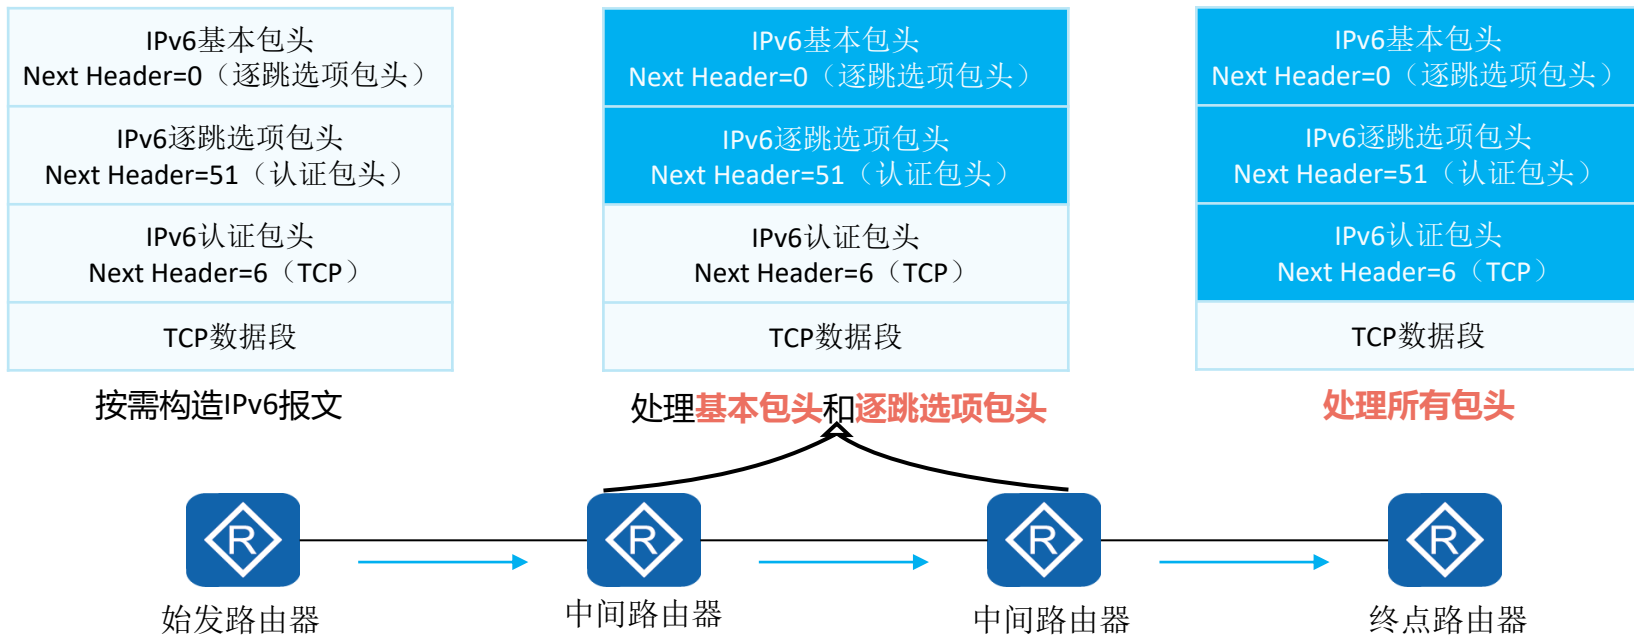 IPv6基本包头
Next Header=0（逐跳选项包头）
IPv6逐跳选项包头
Next Header=51（认证包头）
IPv6认证包头
Next Header=6（TCP）
TCP数据段
按需构造IPv6报文
IPv6基本包头
Next Header=0（逐跳选项包头）
IPv6逐跳选项包头
Next Header=51（认证包头）
IPv6认证包头
Next Header=6（TCP）
TCP数据段
处理基本包头和逐跳选项包头
IPv6基本包头
Next Header=0（逐跳选项包头）
IPv6逐跳选项包头
Next Header=51（认证包头）
IPv6认证包头
Next Header=6（TCP）
TCP数据段
处理所有包头
R
R
R
R
始发路由器
中间路由器
中间路由器
终点路由器